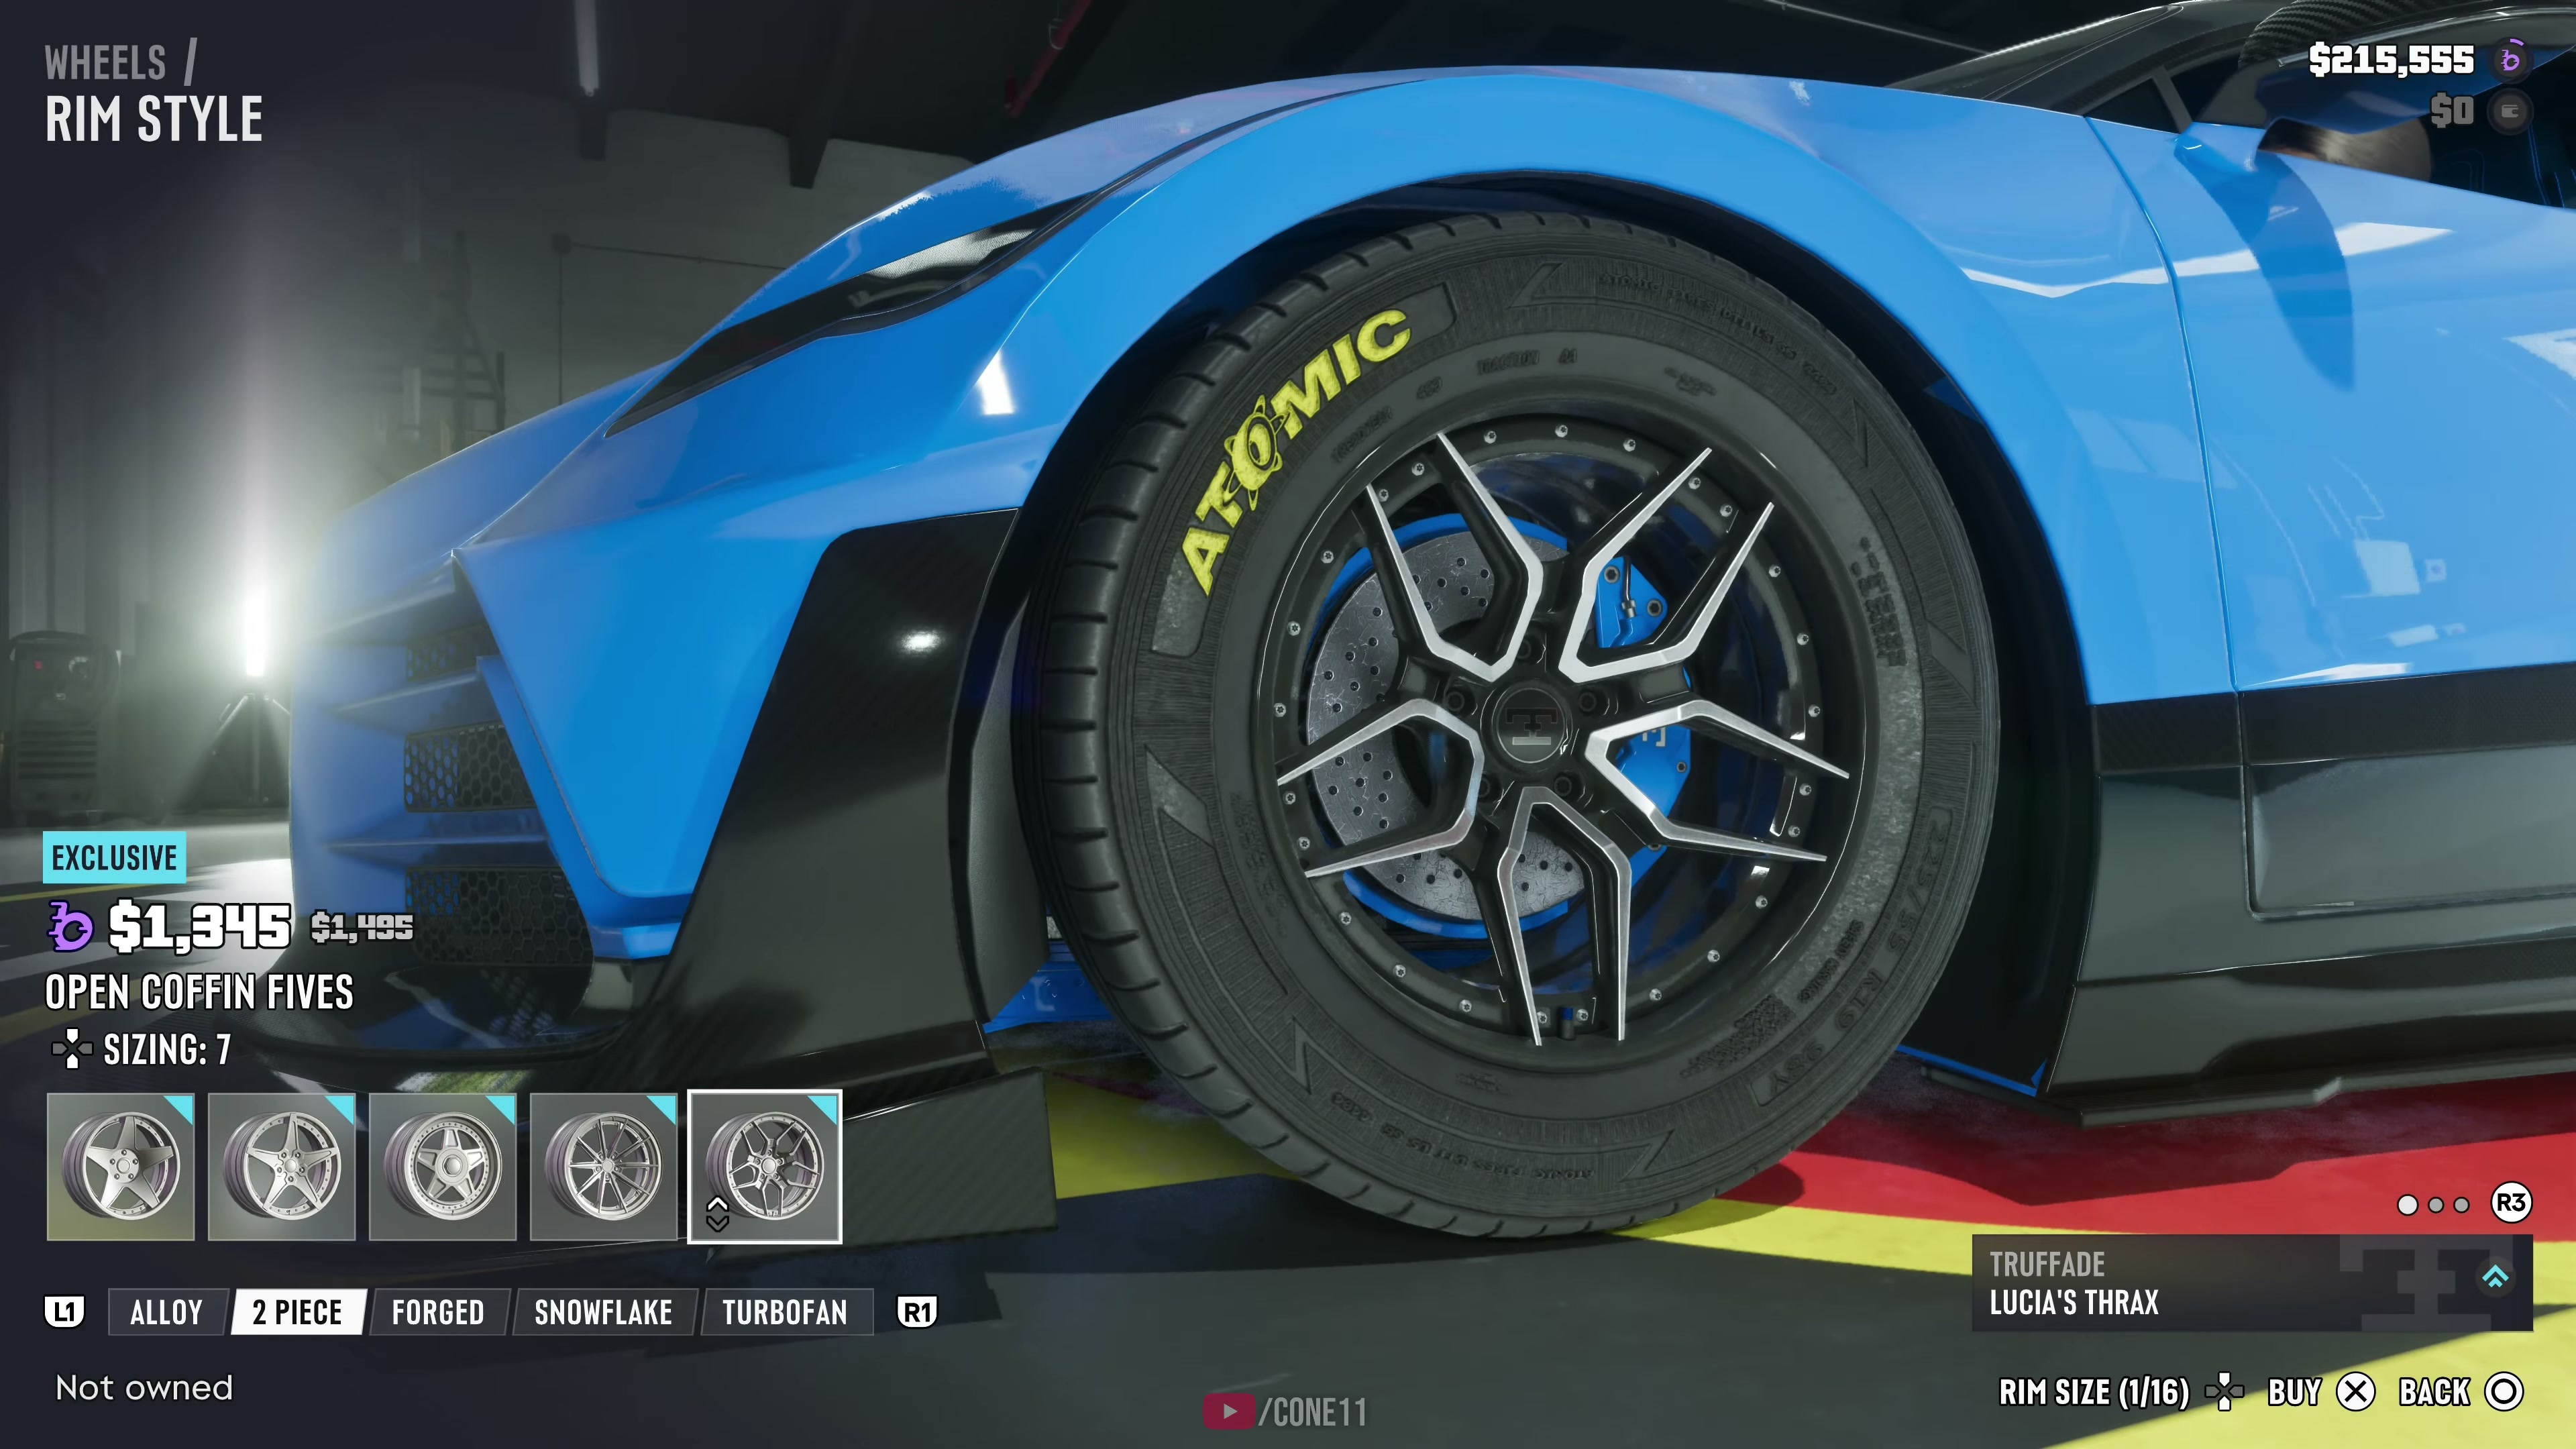 WHEELS /
RIM STYLE
$215,555
$0
ATOMIC
EXCLUSIVE
$1,345 $1,495
OPEN COFFIN FIVES
SIZING: 7
R3
TRUFFADE
LUCIA'S THRAX
L1 ALLOY 2 PIECE FORGED SNOWFLAKE TURBOFAN R1
Not owned
RIM SIZE (1/16) BUY BACK
/CONE11